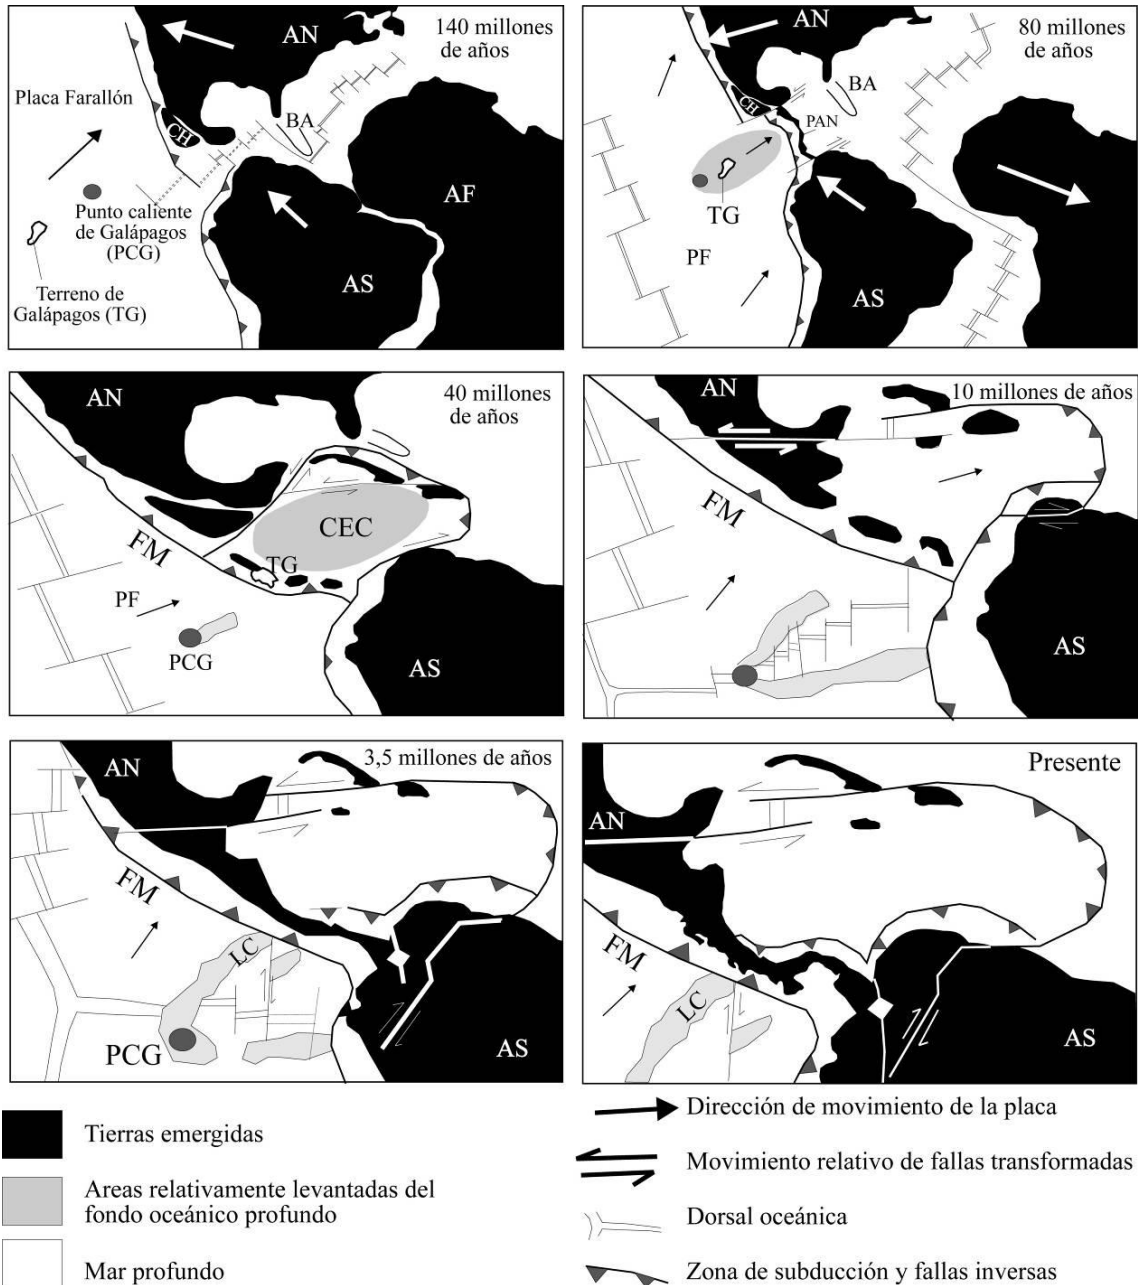 AN
140 millones
de años
Placa Farallón
CH
BA
AF
Punto caliente
de Galápagos
(PCG)
AS
Terreno de
Galápagos (TG)
AN
80 millones
de años
CH
BA
PAN
TG
PF
AS
AN
40 millones
de años
CEC
FM
TG
PF
PCG
AS
AN
10 millones de años
FM
AS
AN
3,5 millones de años
FM
LC
PCG
AS
Presente
AN
FM
LC
AS
Tierras emergidas
Areas relativamente levantadas del
fondo oceánico profundo
Mar profundo
Dirección de movimiento de la placa
Movimiento relativo de fallas transformadas
Dorsal oceánica
Zona de subducción y fallas inversas